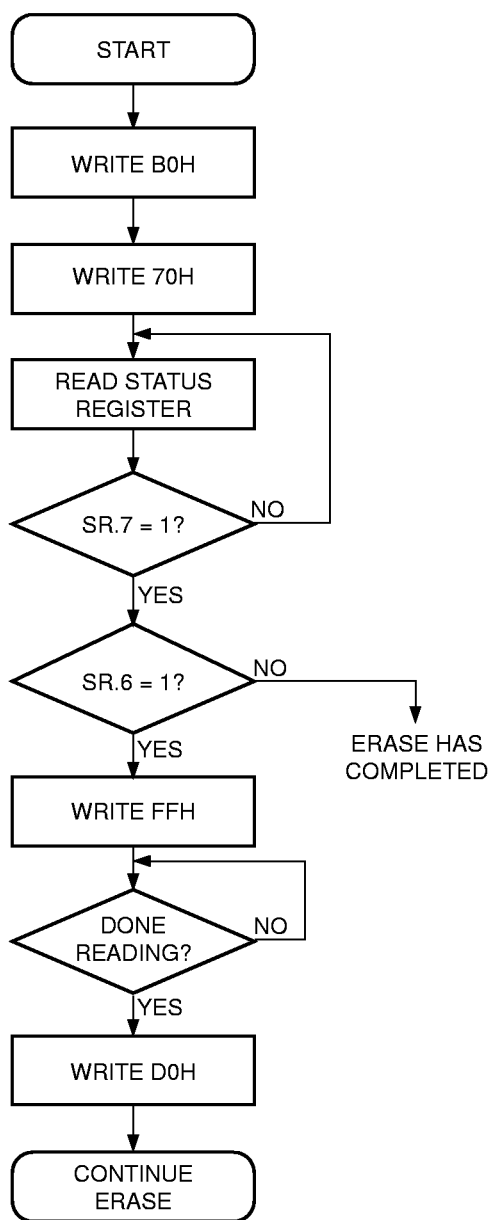 START
WRITE B0H
WRITE 70H
READ STATUS
REGISTER
SR.7 = 1?
NO
YES
SR.6 = 1?
NO
YES
ERASE HAS
COMPLETED
WRITE FFH
DONE
READING?
NO
YES
WRITE D0H
CONTINUE
ERASE